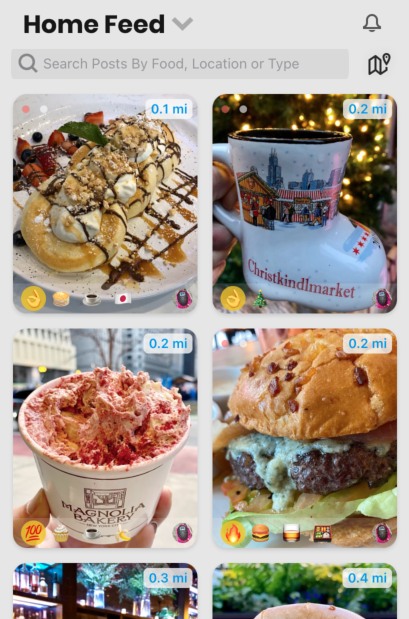 Home Feed
Search Posts By Food, Location or Type
0.1 mi
0.2 mi
Christkindlmarket
0.2 mi
0.2 mi
MAGNOLIA
BAKERY
100
0.3 mi
0.4 mi